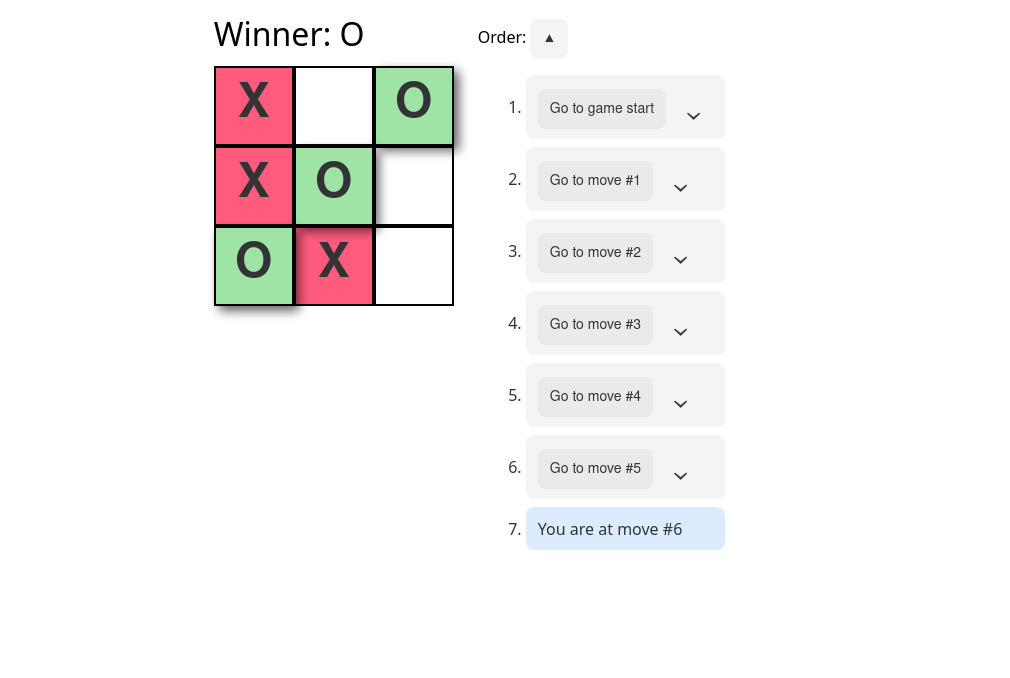 Winner: O
X O
X O
O X
Order: ▲
1. Go to game start
2. Go to move #1
3. Go to move #2
4. Go to move #3
5. Go to move #4
6. Go to move #5
7. You are at move #6